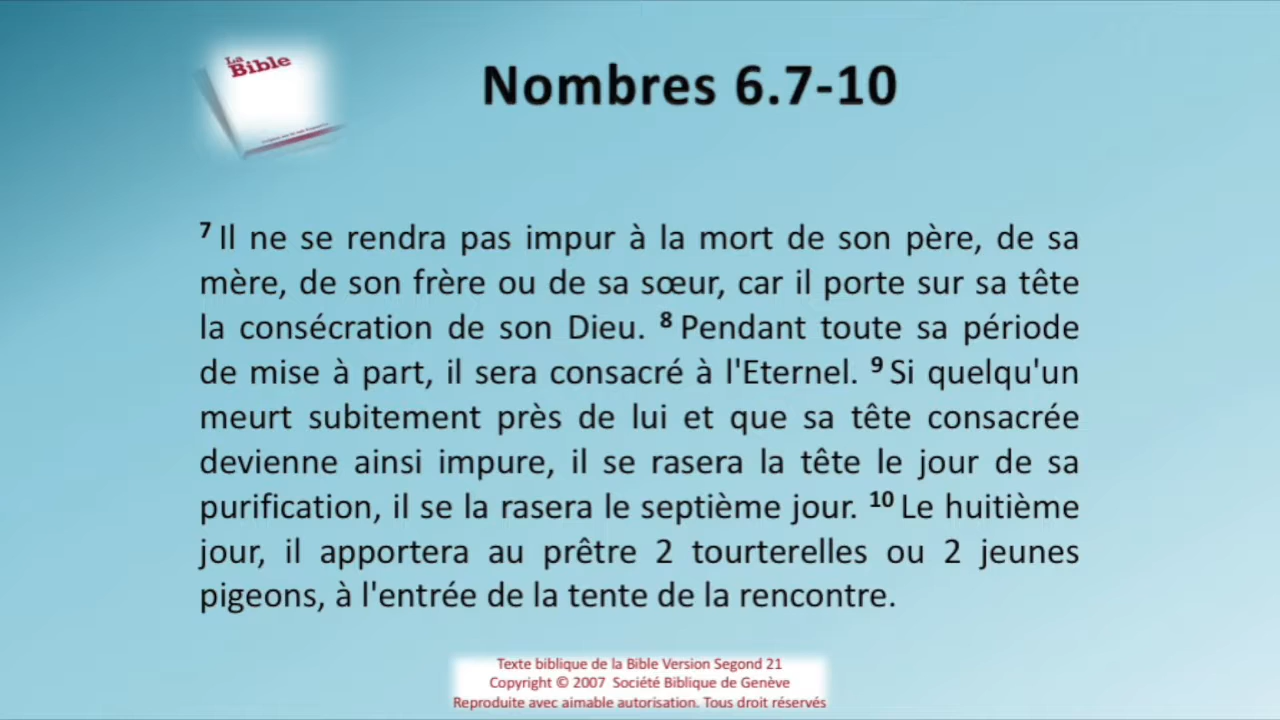 La
Bible
Nombres 6.7-10
7 Il ne se rendra pas impur à la mort de son père, de sa
mère, de son frère ou de sa sœur, car il porte sur sa tête
la consécration de son Dieu. 8 Pendant toute sa période
de mise à part, il sera consacré à l'Eternel. 9 Si quelqu'un
meurt subitement près de lui et que sa tête consacrée
devienne ainsi impure, il se rasera la tête le jour de sa
purification, il se la rasera le septième jour. 10 Le huitième
jour, il apportera au prêtre 2 tourterelles ou 2 jeunes
pigeons, à l'entrée de la tente de la rencontre.
Texte biblique de la Bible Version Segond 21
Copyright © 2007 Société Biblique de Genève
Reproduite avec aimable autorisation. Tous droit réservés